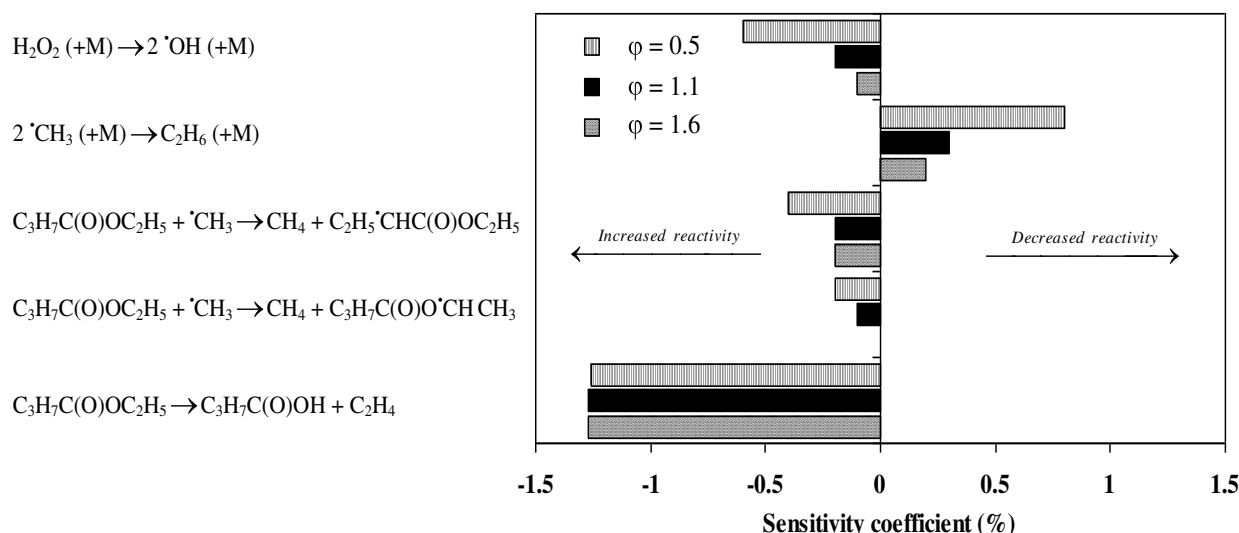 H₂O₂ (+M)→2 •OH (+M)
φ = 0.5
φ = 1.1
φ = 1.6
2 •CH₃ (+M)→C₂H₆ (+M)
C₃H₇C(O)OC₂H₅ + •CH₃→CH₄ + C₂H₅•CHC(O)OC₂H₅
Increased reactivity
Decreased reactivity
C₃H₇C(O)OC₂H₅ + •CH₃→CH₄ + C₃H₇C(O)O•CHCH₃
C₃H₇C(O)OC₂H₅→C₃H₇C(O)OH + C₂H₄
-1.5 -1 -0.5 0 0.5 1 1.5
Sensitivity coefficient (%)